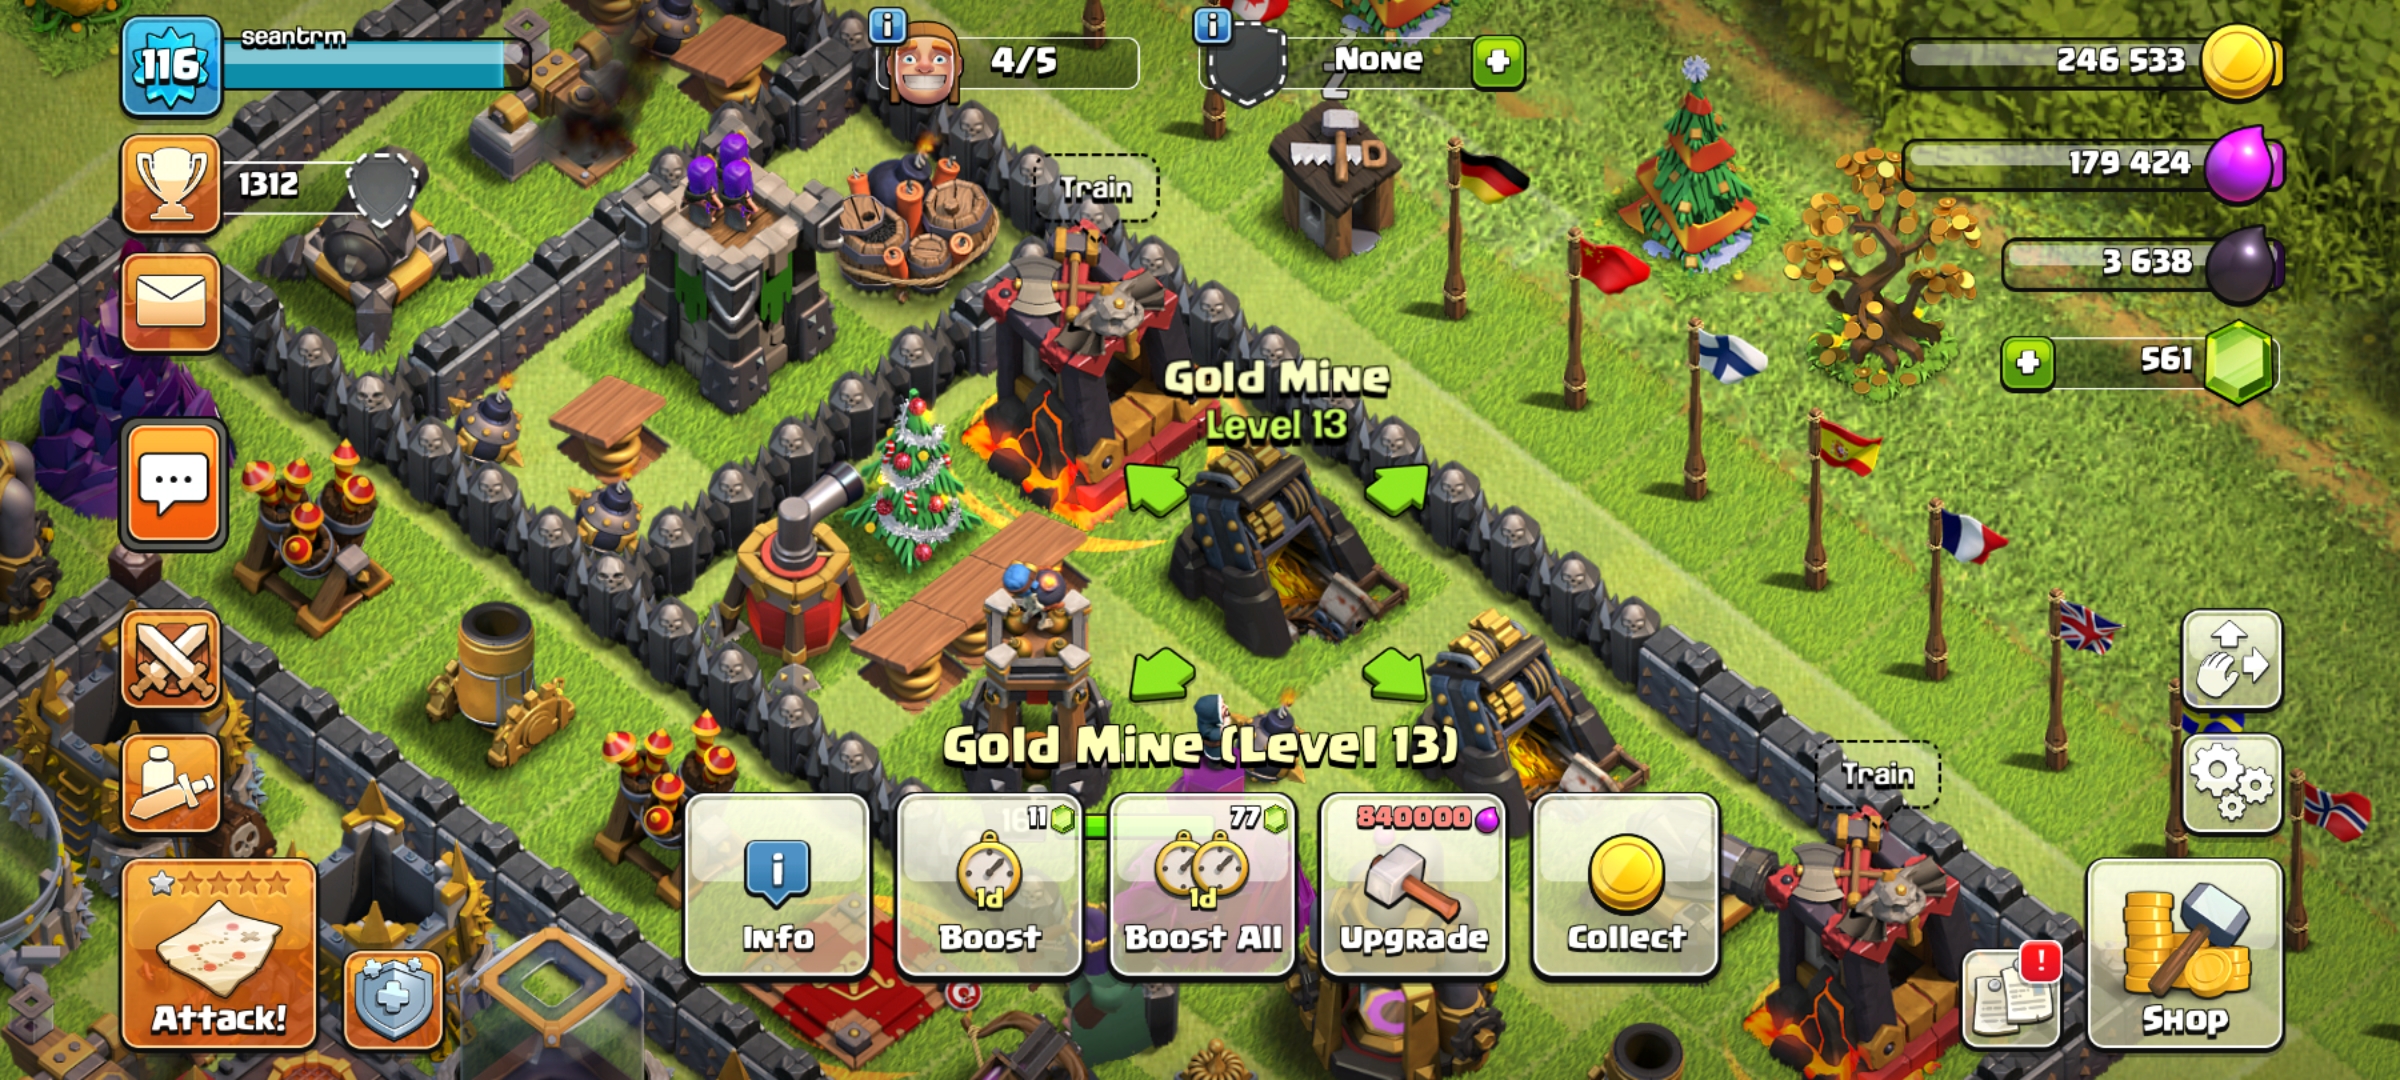 116
seantrm
4/5
None
246 533
1312
Train
179 424
3 638
561
Gold Mine
Level 13
Gold Mine (Level 13)
Train
11
77
840000
1d
1d
Info
Boost
Boost All
Upgrade
Collect
Attack!
!
Shop